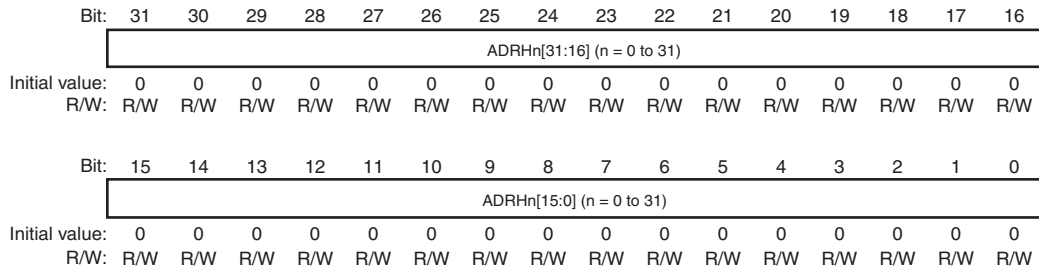 Bit: 31 30 29 28 27 26 25 24 23 22 21 20 19 18 17 16
ADRHn[31:16] (n = 0 to 31)
Initial value: 0 0 0 0 0 0 0 0 0 0 0 0 0 0 0 0
R/W: R/W R/W R/W R/W R/W R/W R/W R/W R/W R/W R/W R/W R/W R/W R/W R/W
Bit: 15 14 13 12 11 10 9 8 7 6 5 4 3 2 1 0
ADRHn[15:0] (n = 0 to 31)
Initial value: 0 0 0 0 0 0 0 0 0 0 0 0 0 0 0 0
R/W: R/W R/W R/W R/W R/W R/W R/W R/W R/W R/W R/W R/W R/W R/W R/W R/W